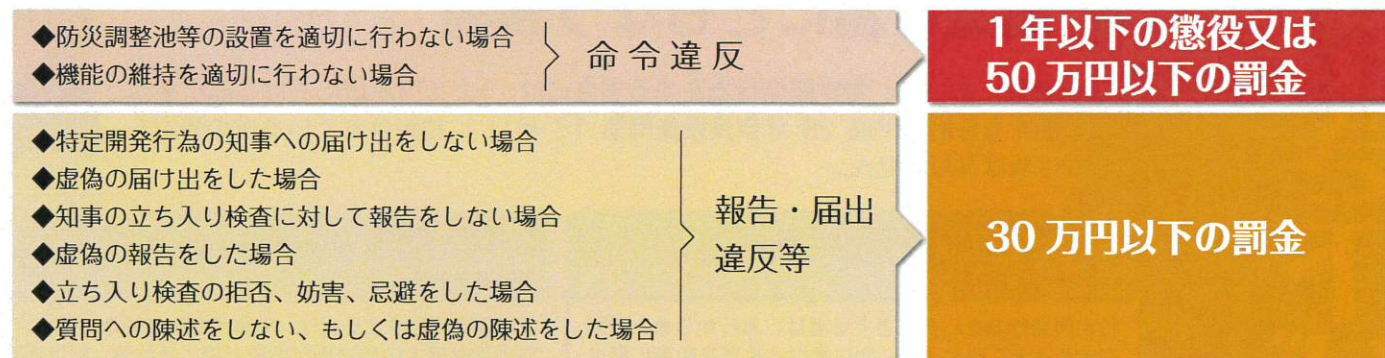 ◆防災調整池等の設置を適切に行わない場合
◆機能の維持を適切に行わない場合
命令違反
1年以下の懲役又は
50万円以下の罰金
◆特定開発行為の知事への届け出をしない場合
◆虚偽の届け出をした場合
◆知事の立ち入り検査に対して報告をしない場合
◆虚偽の報告をした場合
◆立ち入り検査の拒否、妨害、忌避をした場合
◆質問への陳述をしない、もしくは虚偽の陳述をした場合
報告・届出
違反等
30万円以下の罰金